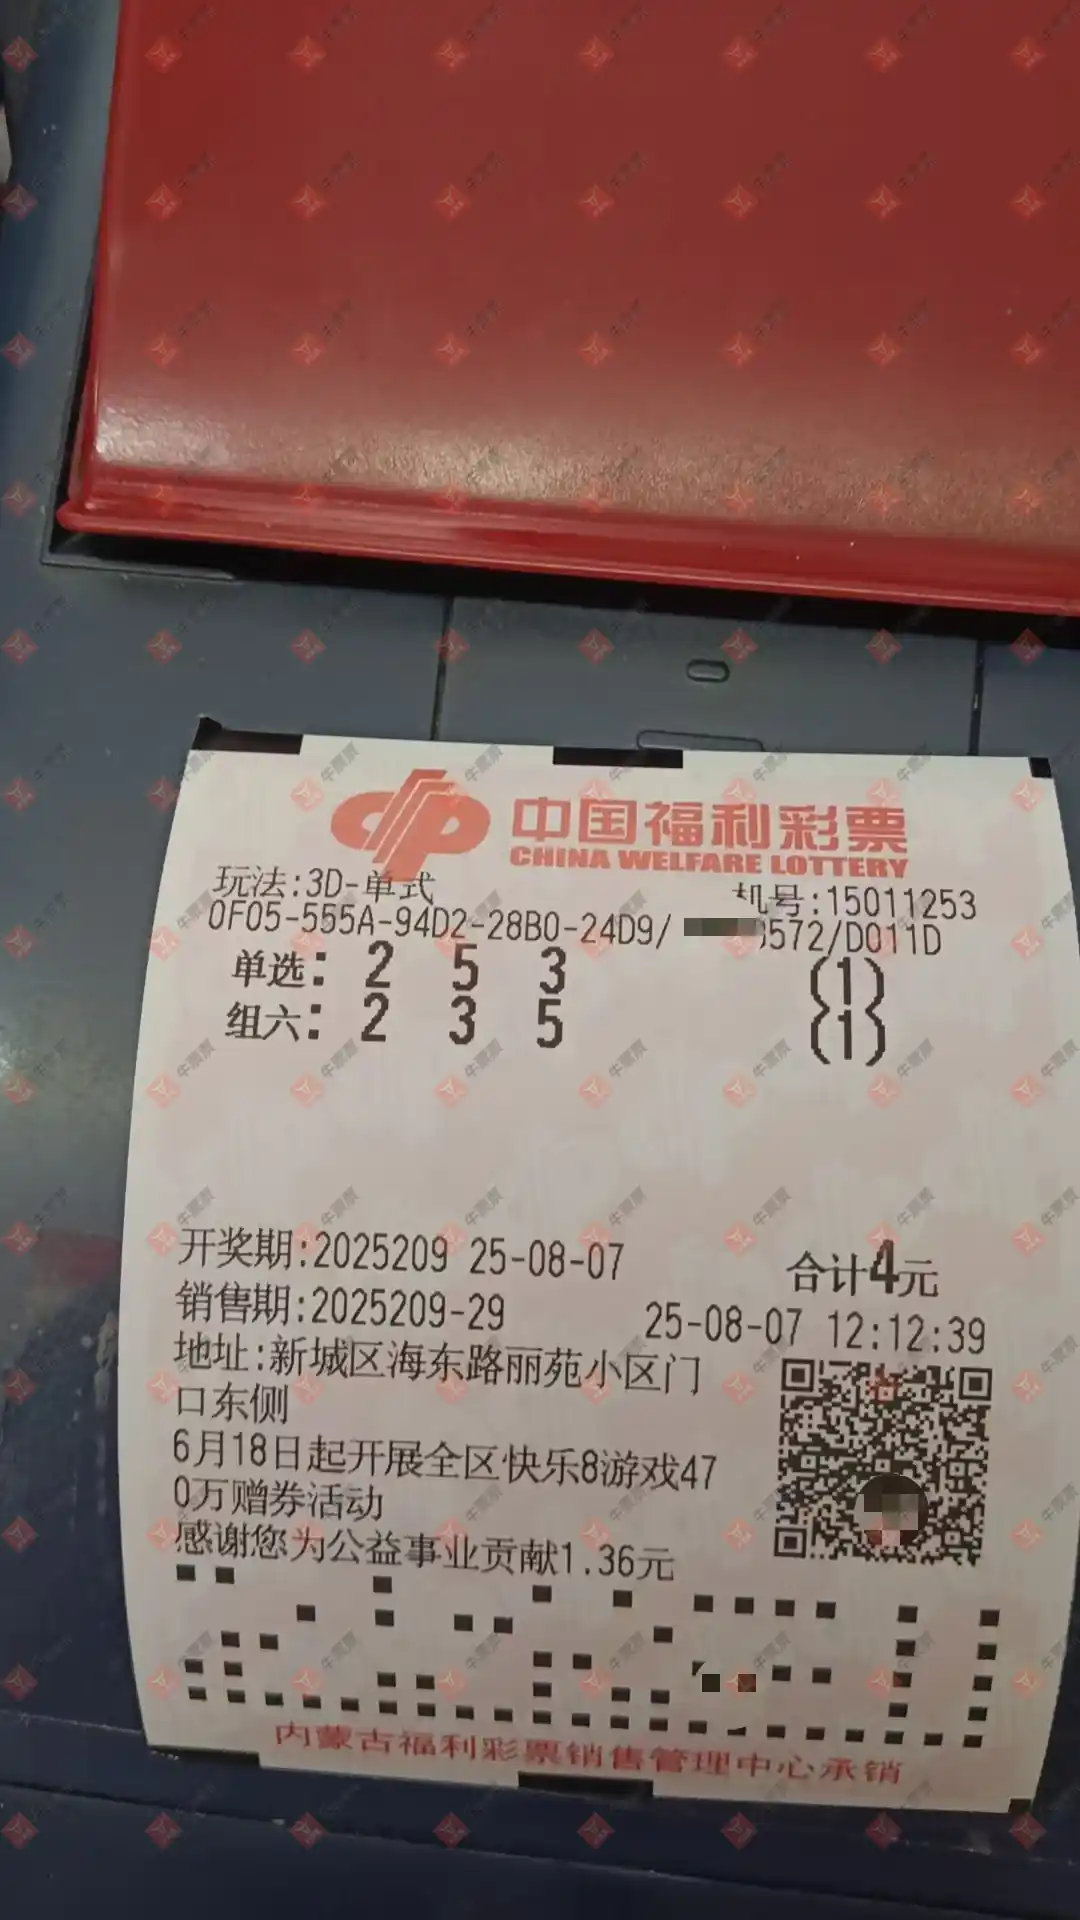 中国福利彩票
CHINA WELFARE LOTTERY
玩法:3D-单式 机号:15011253
0F05-555A-94D2-28B0-24D9/ 3572/D011D
单选: 2 5 3 (1)
组六: 2 3 5 (1)
开奖期:2025209 25-08-07 合计4元
销售期:2025209-29 25-08-07 12:12:39
地址:新城区海东路丽苑小区门
口东侧
6月18日起开展全区快乐8游戏47
0万赠券活动
感谢您为公益事业贡献1.36元
内蒙古福利彩票销售管理中心承销
牛票票